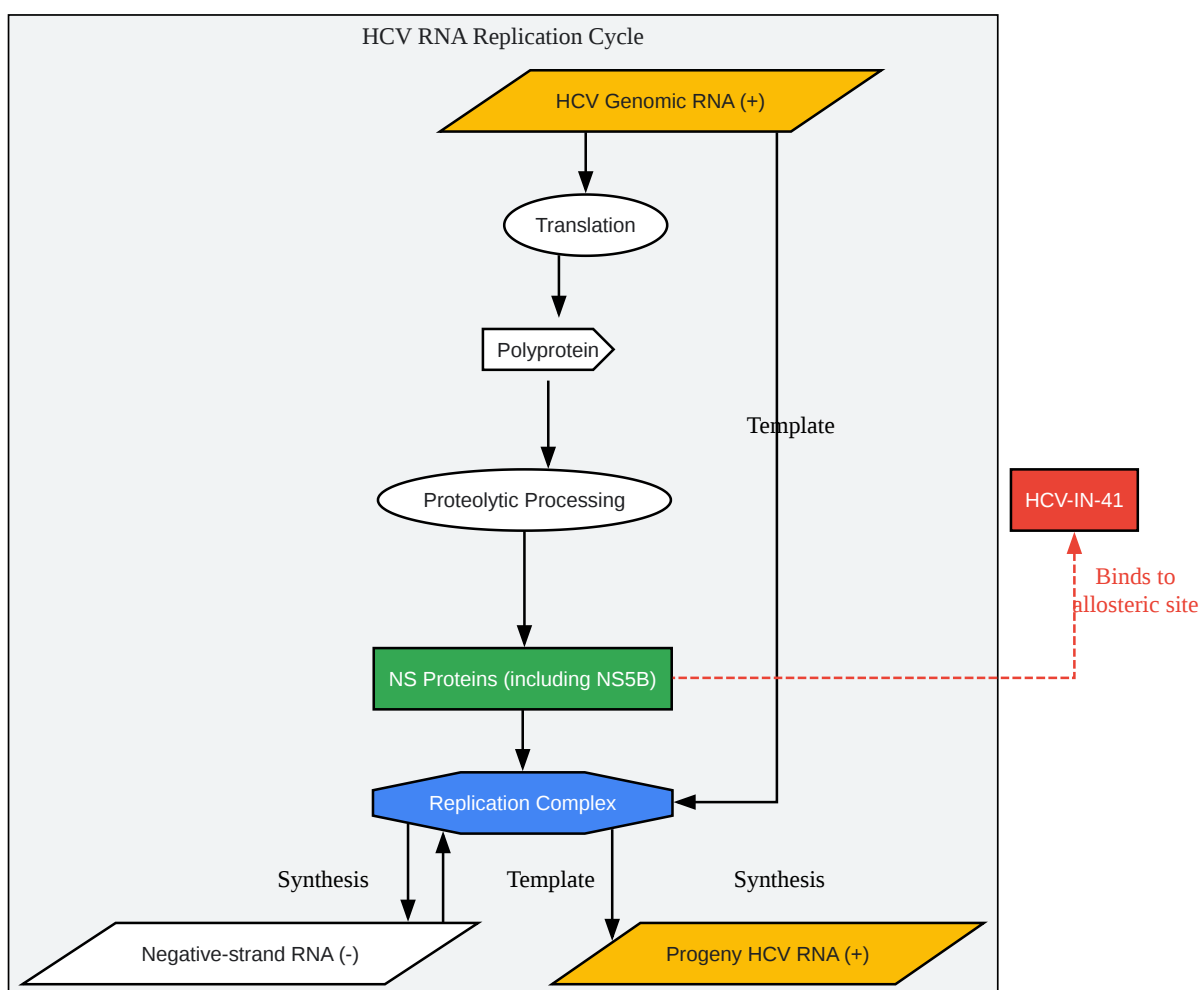 HCV RNA Replication Cycle
HCV Genomic RNA (+)
Translation
Polyprotein
Template
Proteolytic Processing
HCV-IN-41
Binds to
allosteric site
NS Proteins (including NS5B)
Replication Complex
Synthesis
Template
Synthesis
Negative-strand RNA (-)
Progeny HCV RNA (+)